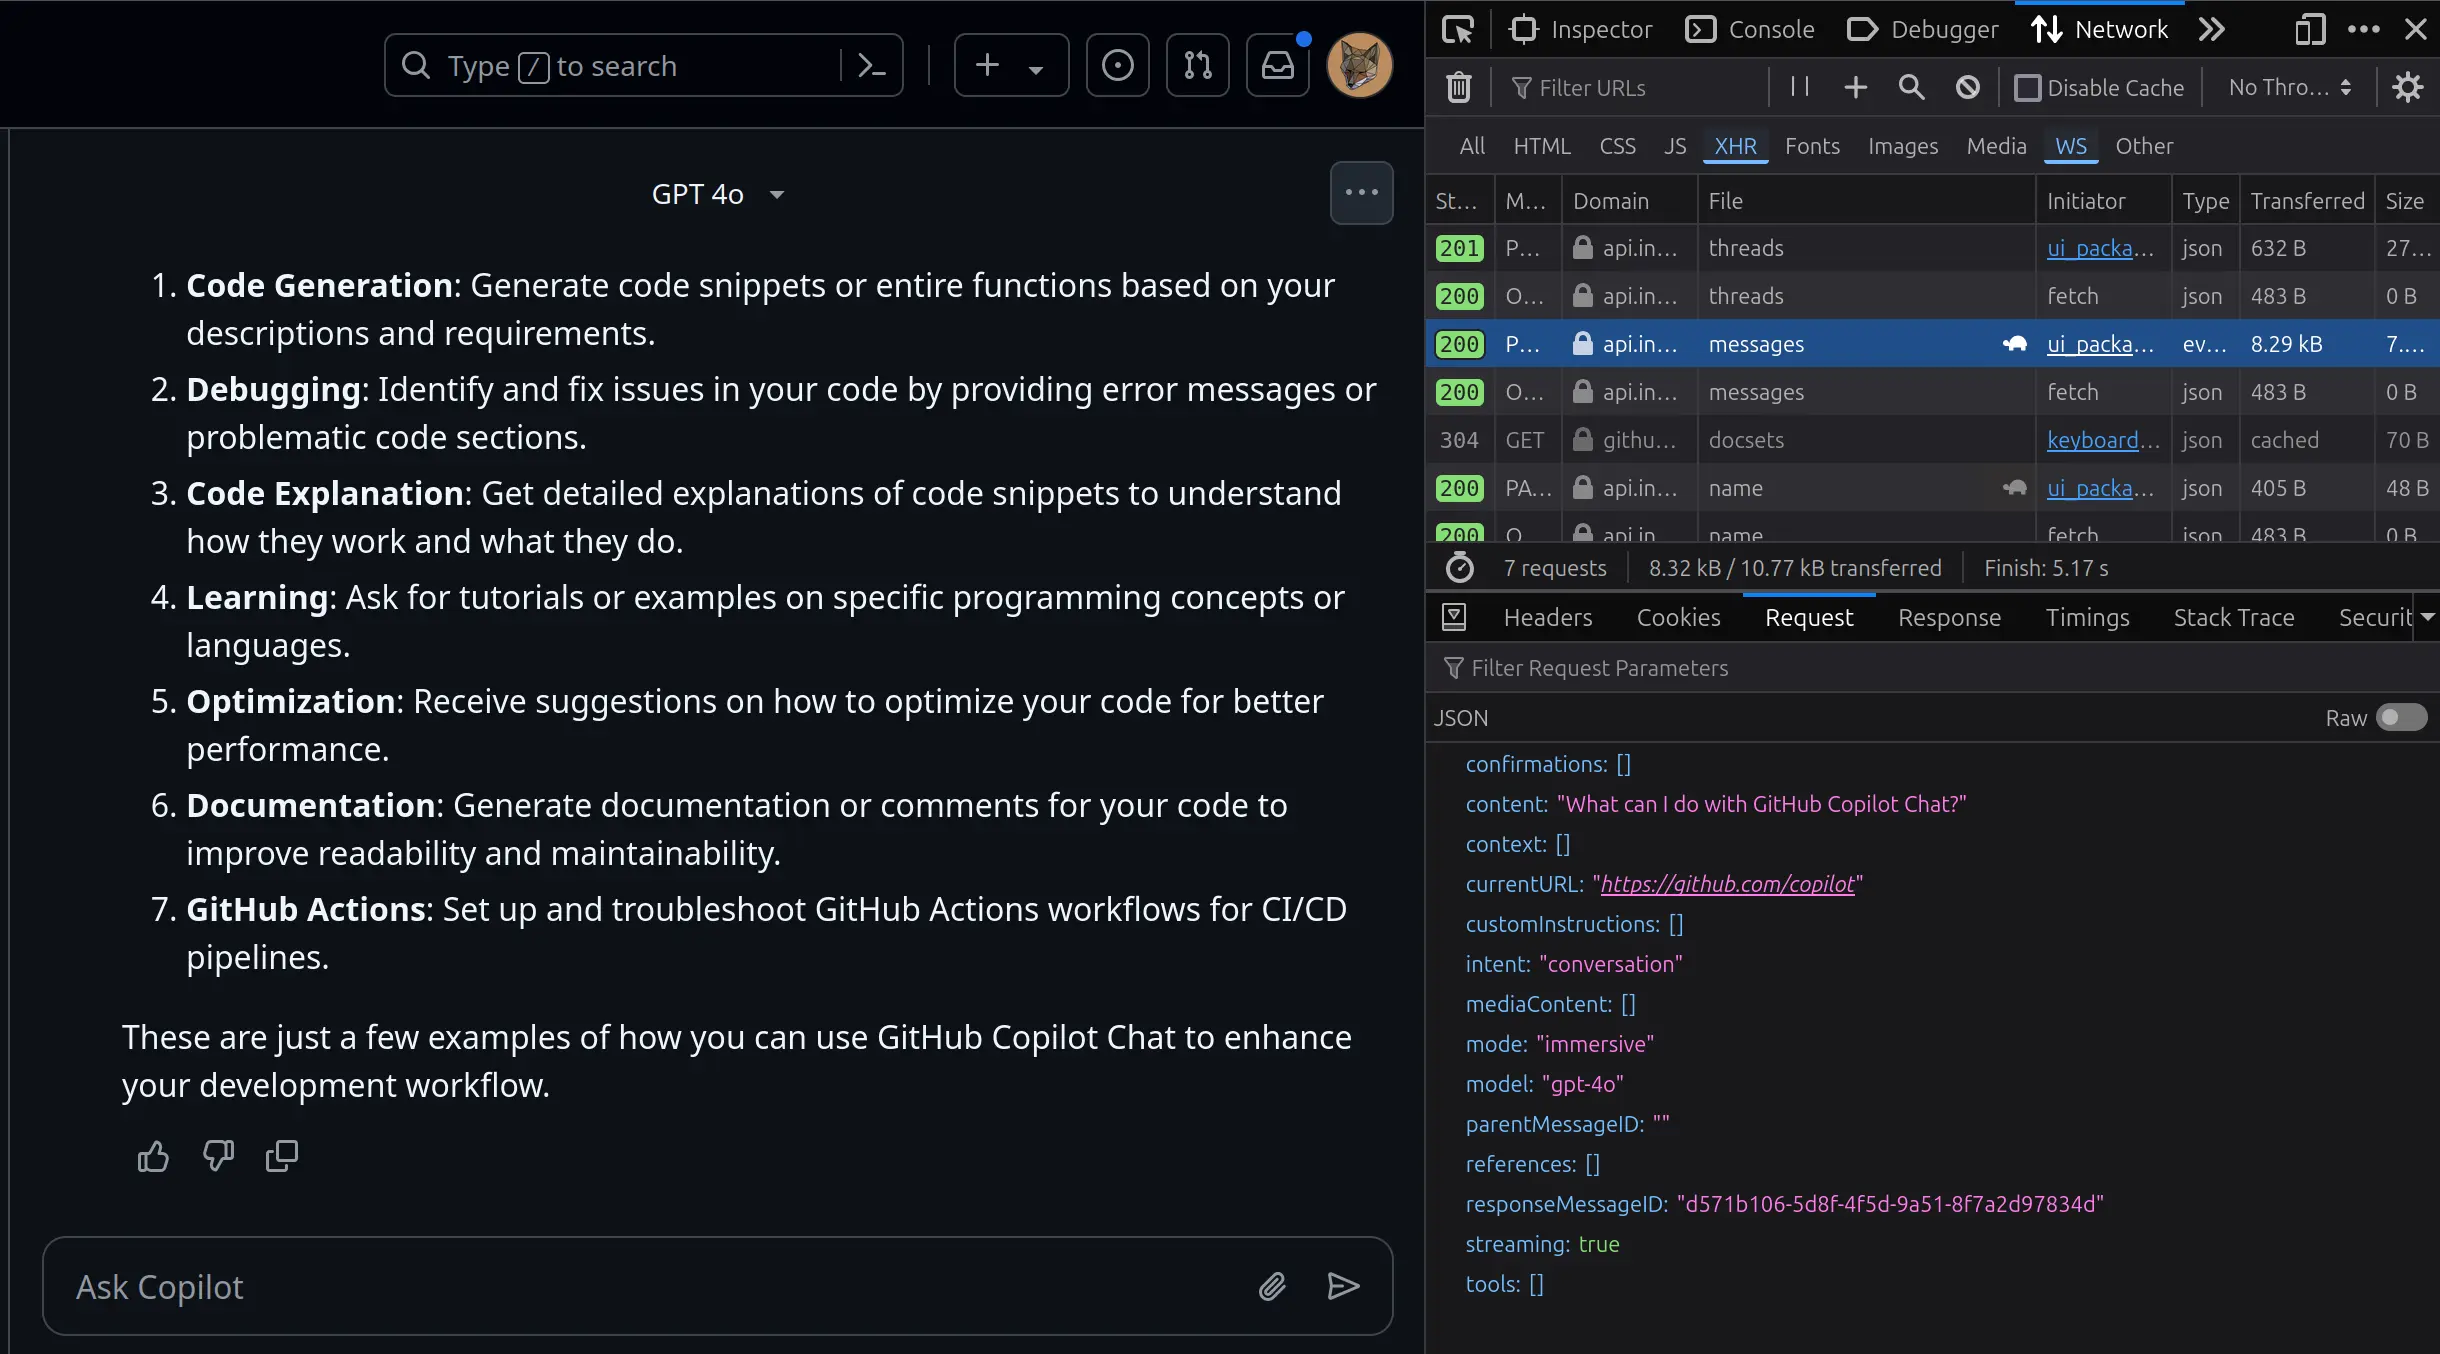 Type / to search
GPT 4o
1. Code Generation: Generate code snippets or entire functions based on your
descriptions and requirements.
2. Debugging: Identify and fix issues in your code by providing error messages or
problematic code sections.
3. Code Explanation: Get detailed explanations of code snippets to understand
how they work and what they do.
4. Learning: Ask for tutorials or examples on specific programming concepts or
languages.
5. Optimization: Receive suggestions on how to optimize your code for better
performance.
6. Documentation: Generate documentation or comments for your code to
improve readability and maintainability.
7. GitHub Actions: Set up and troubleshoot GitHub Actions workflows for CI/CD
pipelines.
These are just a few examples of how you can use GitHub Copilot Chat to enhance
your development workflow.
Ask Copilot
Inspector Console Debugger Network
Filter URLs Disable Cache No Thro...
All HTML CSS JS XHR Fonts Images Media WS Other
St... M... Domain File Initiator Type Transferred Size
201 P... api.in... threads ui_packa... json 632 B 27...
200 O... api.in... threads fetch json 483 B 0 B
200 P... api.in... messages ui_packa... ev... 8.29 kB 7....
200 O... api.in... messages fetch json 483 B 0 B
304 GET githu... docsets keyboard... json cached 70 B
200 PA... api.in... name ui_packa... json 405 B 48 B
200 O api.in name fetch json 483 B 0 B
7 requests 8.32 kB / 10.77 kB transferred Finish: 5.17 s
Headers Cookies Request Response Timings Stack Trace Securit
Filter Request Parameters
JSON Raw
confirmations: []
content: "What can I do with GitHub Copilot Chat?"
context: []
currentURL: "https://github.com/copilot"
customInstructions: []
intent: "conversation"
mediaContent: []
mode: "immersive"
model: "gpt-4o"
parentMessageID: ""
references: []
responseMessageID: "d571b106-5d8f-4f5d-9a51-8f7a2d97834d"
streaming: true
tools: []